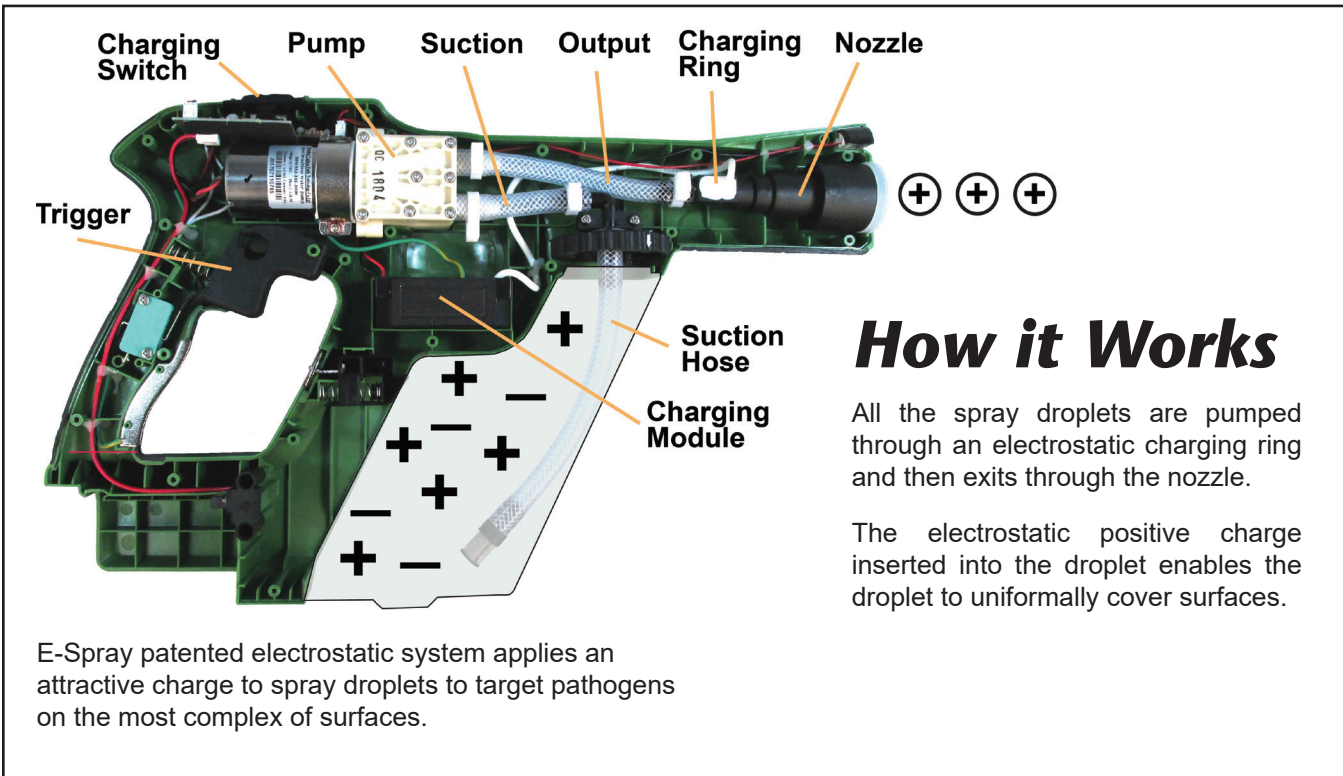 Charging
Switch
Pump
Suction
Output
Charging
Ring
Nozzle
QC 1804
Trigger
Suction
Hose
Charging
Module
How it Works
All the spray droplets are pumped
through an electrostatic charging ring
and then exits through the nozzle.
The electrostatic positive charge
inserted into the droplet enables the
droplet to uniformally cover surfaces.
E-Spray patented electrostatic system applies an
attractive charge to spray droplets to target pathogens
on the most complex of surfaces.